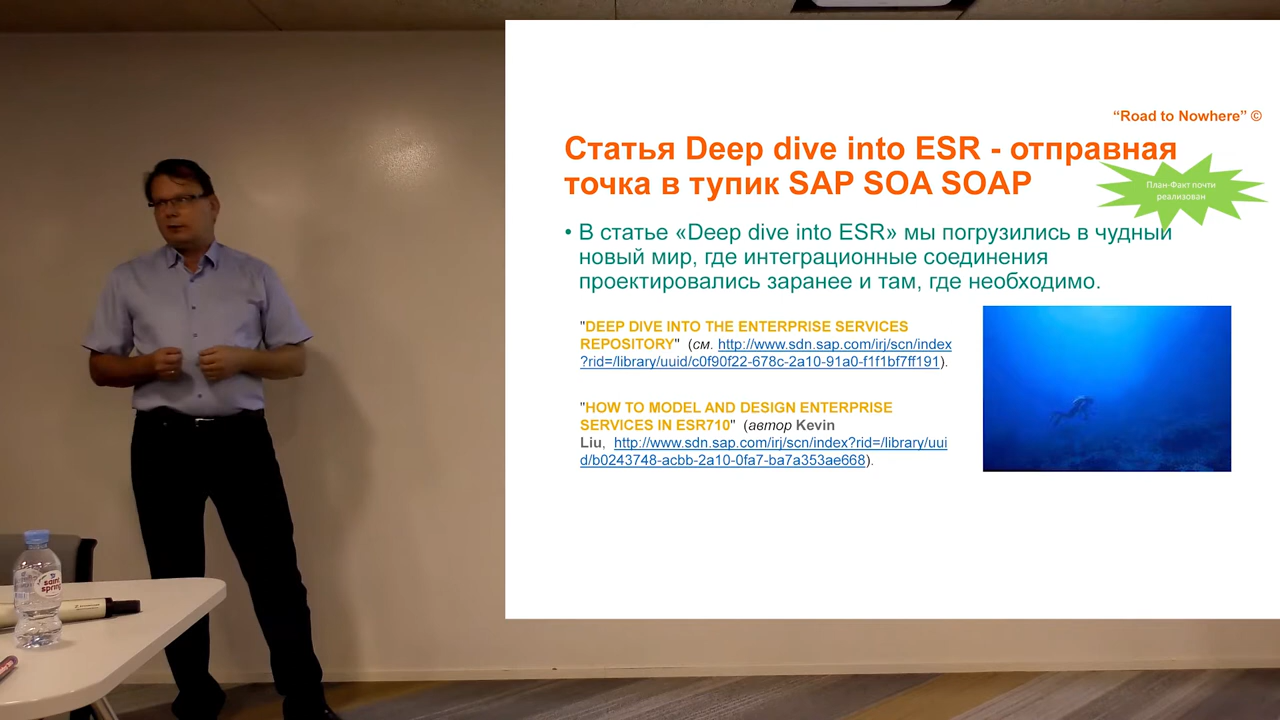 “Road to Nowhere” ©
Статья Deep dive into ESR - отправная
точка в тупик SAP SOA SOAP
План-Факт почти
реализован
• В статье «Deep dive into ESR» мы погрузились в чудный
новый мир, где интеграционные соединения
проектировались заранее и там, где необходимо.
"DEEP DIVE INTO THE ENTERPRISE SERVICES
REPOSITORY" (см. http://www.sdn.sap.com/irj/scn/index
?rid=/library/uuid/c0f90f22-678c-2a10-91a0-f1f1bf7ff191).
"HOW TO MODEL AND DESIGN ENTERPRISE
SERVICES IN ESR710" (автор Kevin
Liu, http://www.sdn.sap.com/irj/scn/index?rid=/library/uui
d/b0243748-acbb-2a10-0fa7-ba7a353ae668).
saint
spring